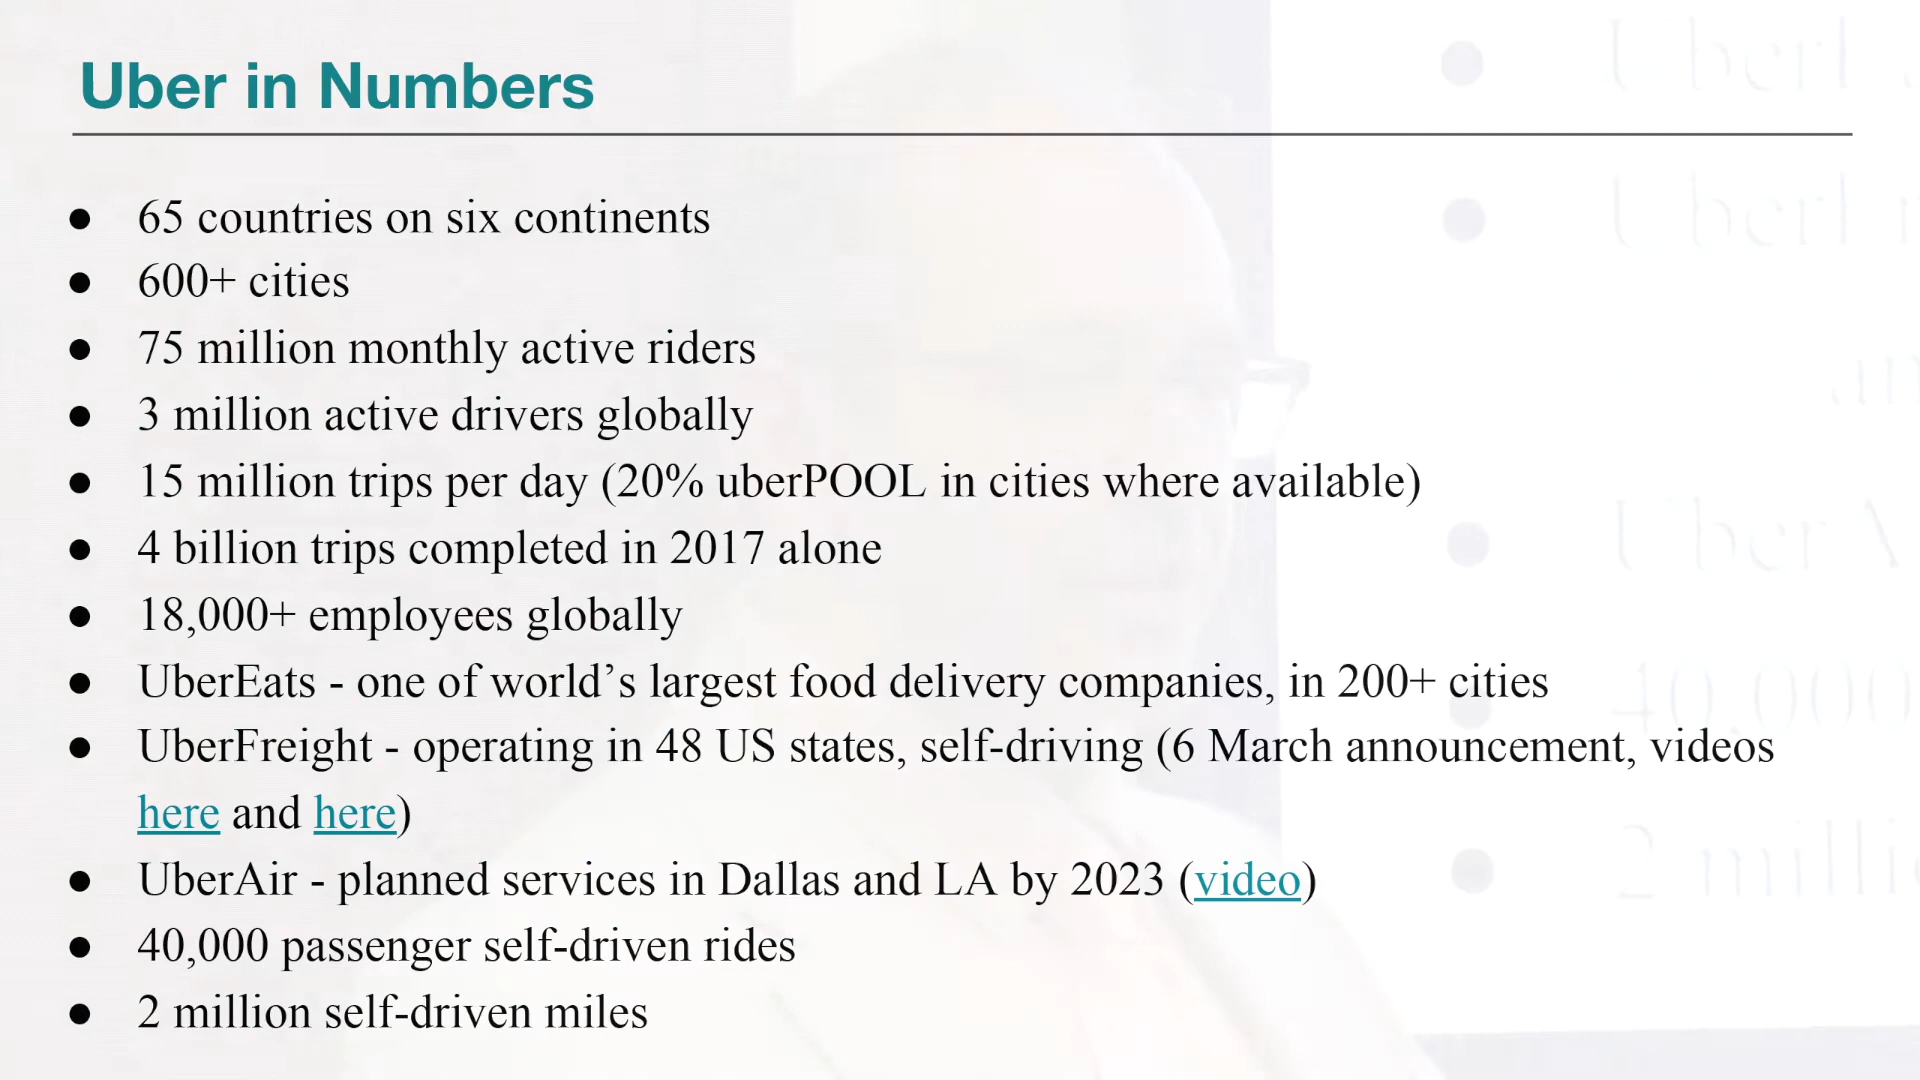 Uber in Numbers
● 65 countries on six continents
● 600+ cities
● 75 million monthly active riders
● 3 million active drivers globally
● 15 million trips per day (20% uberPOOL in cities where available)
● 4 billion trips completed in 2017 alone
● 18,000+ employees globally
● UberEats - one of world’s largest food delivery companies, in 200+ cities
● UberFreight - operating in 48 US states, self-driving (6 March announcement, videos
here and here)
● UberAir - planned services in Dallas and LA by 2023 (video)
● 40,000 passenger self-driven rides
● 2 million self-driven miles
40,000